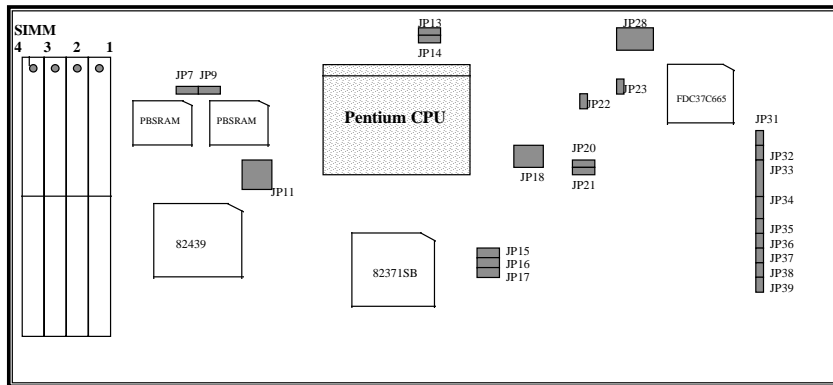 SIMM
4 3 2 1
JP13
JP14
JP28
JP7 JP9
JP23
JP22
PBSRAM PBSRAM
Pentium CPU
FDC37C665
JP31
JP32
JP33
JP20
JP18
JP21
JP11
JP34
JP35
JP36
JP37
JP38
JP39
82439
82371SB
JP15
JP16
JP17